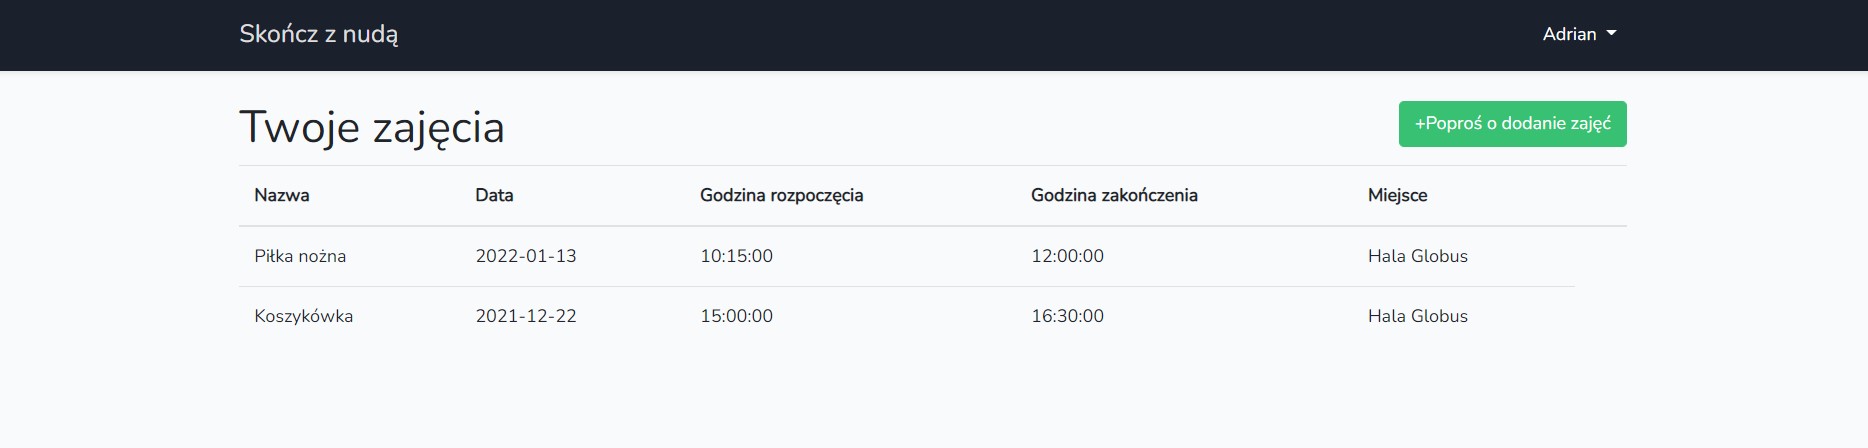 Skończ z nudą Adrian
Twoje zajęcia +Poproś o dodanie zajęć
Nazwa Data Godzina rozpoczęcia Godzina zakończenia Miejsce
Piłka nożna 2022-01-13 10:15:00 12:00:00 Hala Globus
Koszykówka 2021-12-22 15:00:00 16:30:00 Hala Globus